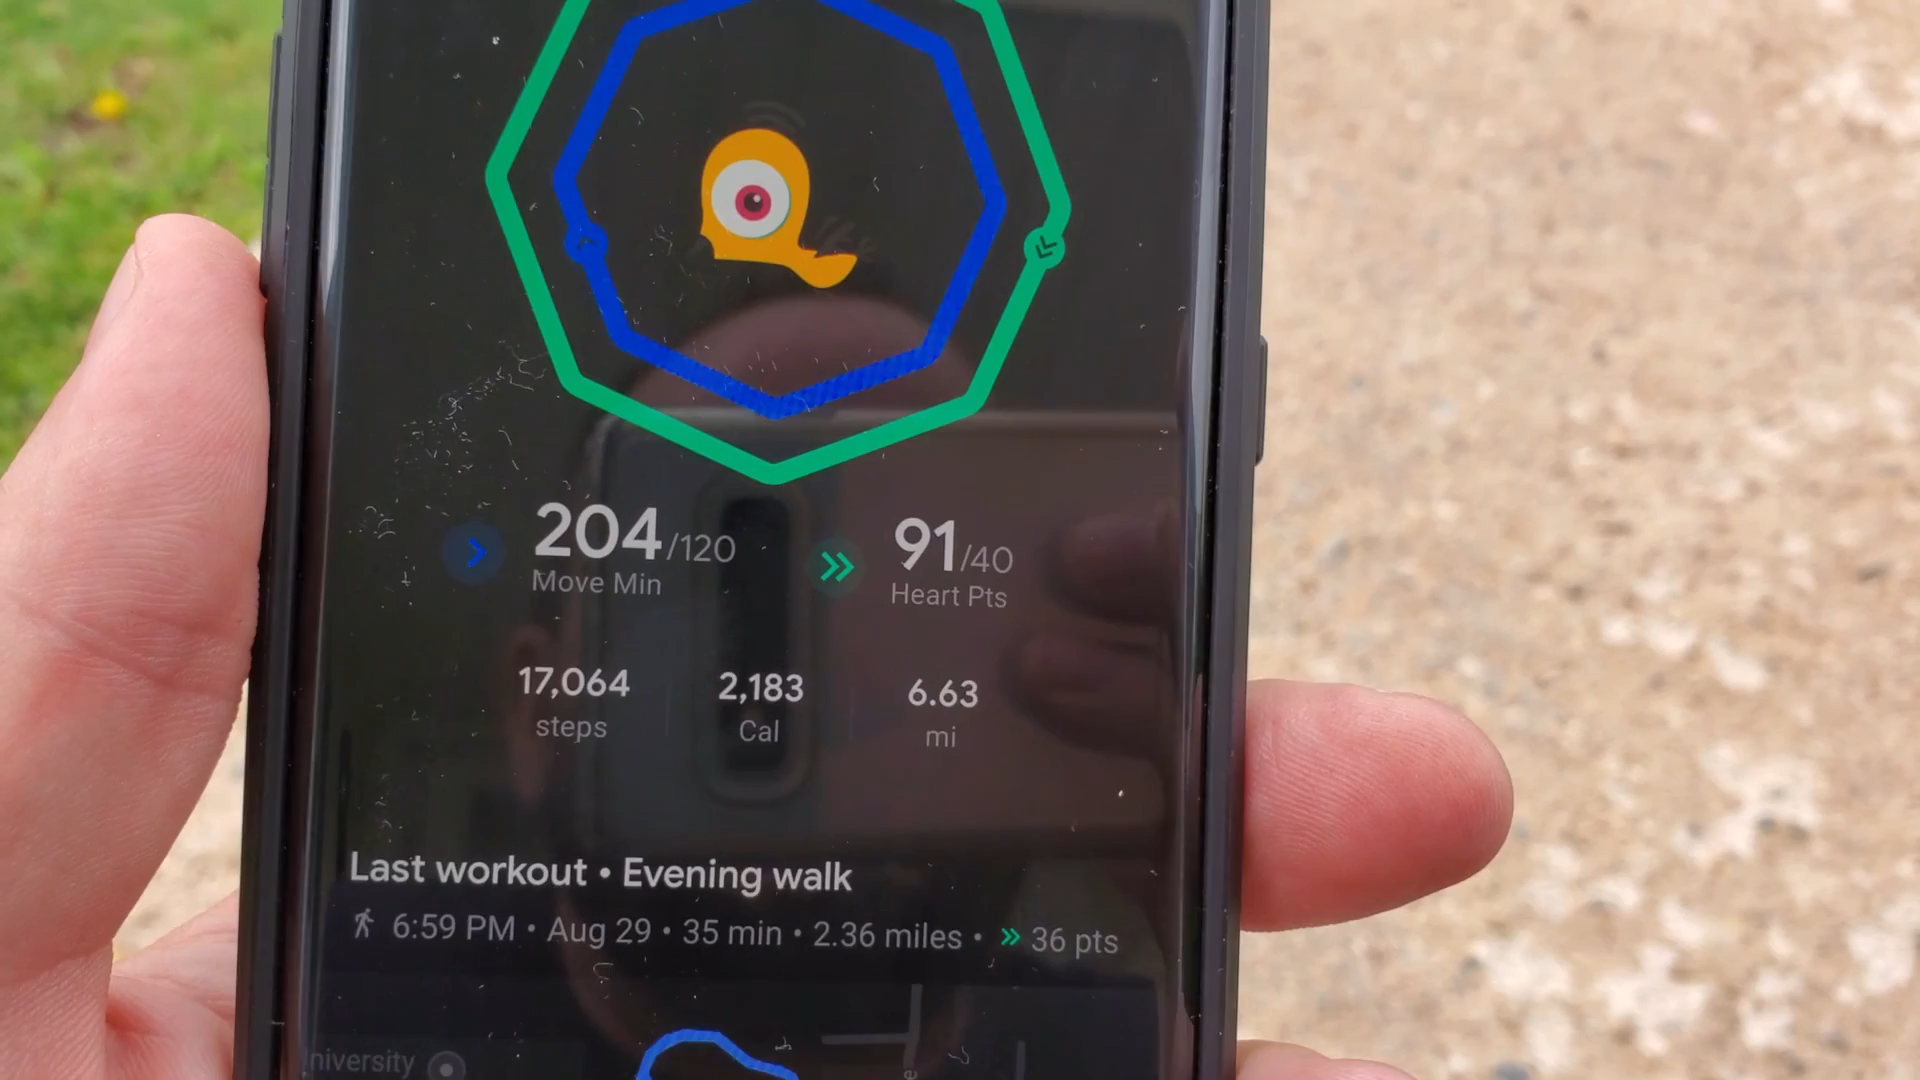 204/120
Move Min
91/40
Heart Pts
17,064
steps
2,183
Cal
6.63
mi
Last workout • Evening walk
6:59 PM • Aug 29 • 35 min • 2.36 miles • 36 pts
niversity
e